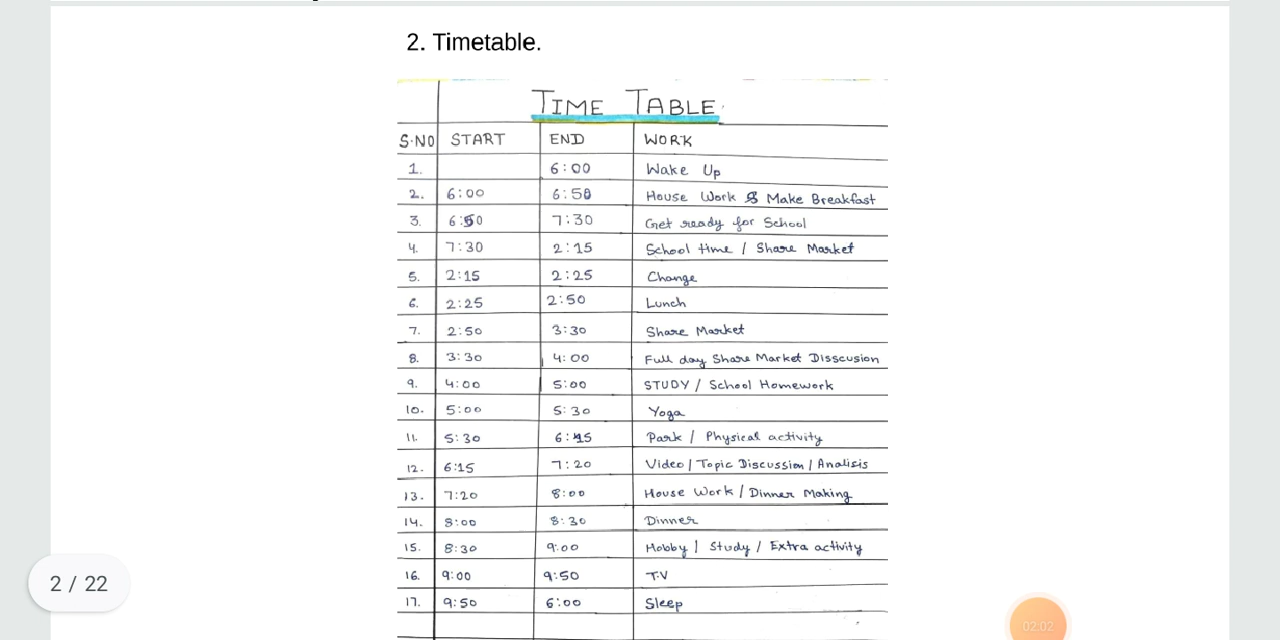 2. Timetable.
TIME TABLE
S.NO START END WORK
1. 6:00 Wake Up
2. 6:00 6:50 House Work & Make Breakfast
3. 6:50 7:30 Get ready for School
4. 7:30 2:15 School time / Share Market
5. 2:15 2:25 Change
6. 2:25 2:50 Lunch
7. 2:50 3:30 Share Market
8. 3:30 4:00 Full day Share Market Disscusion
9. 4:00 5:00 STUDY / School Homework
10. 5:00 5:30 Yoga
11. 5:30 6:15 Park / Physical activity
12. 6:15 7:20 Video / Topic Discussion / Analisis
13. 7:20 8:00 House Work / Dinner Making
14. 8:00 8:30 Dinner
15. 8:30 9:00 Hobby / Study / Extra activity
16. 9:00 9:50 T.V
17. 9:50 6:00 Sleep
2 / 22
02:02